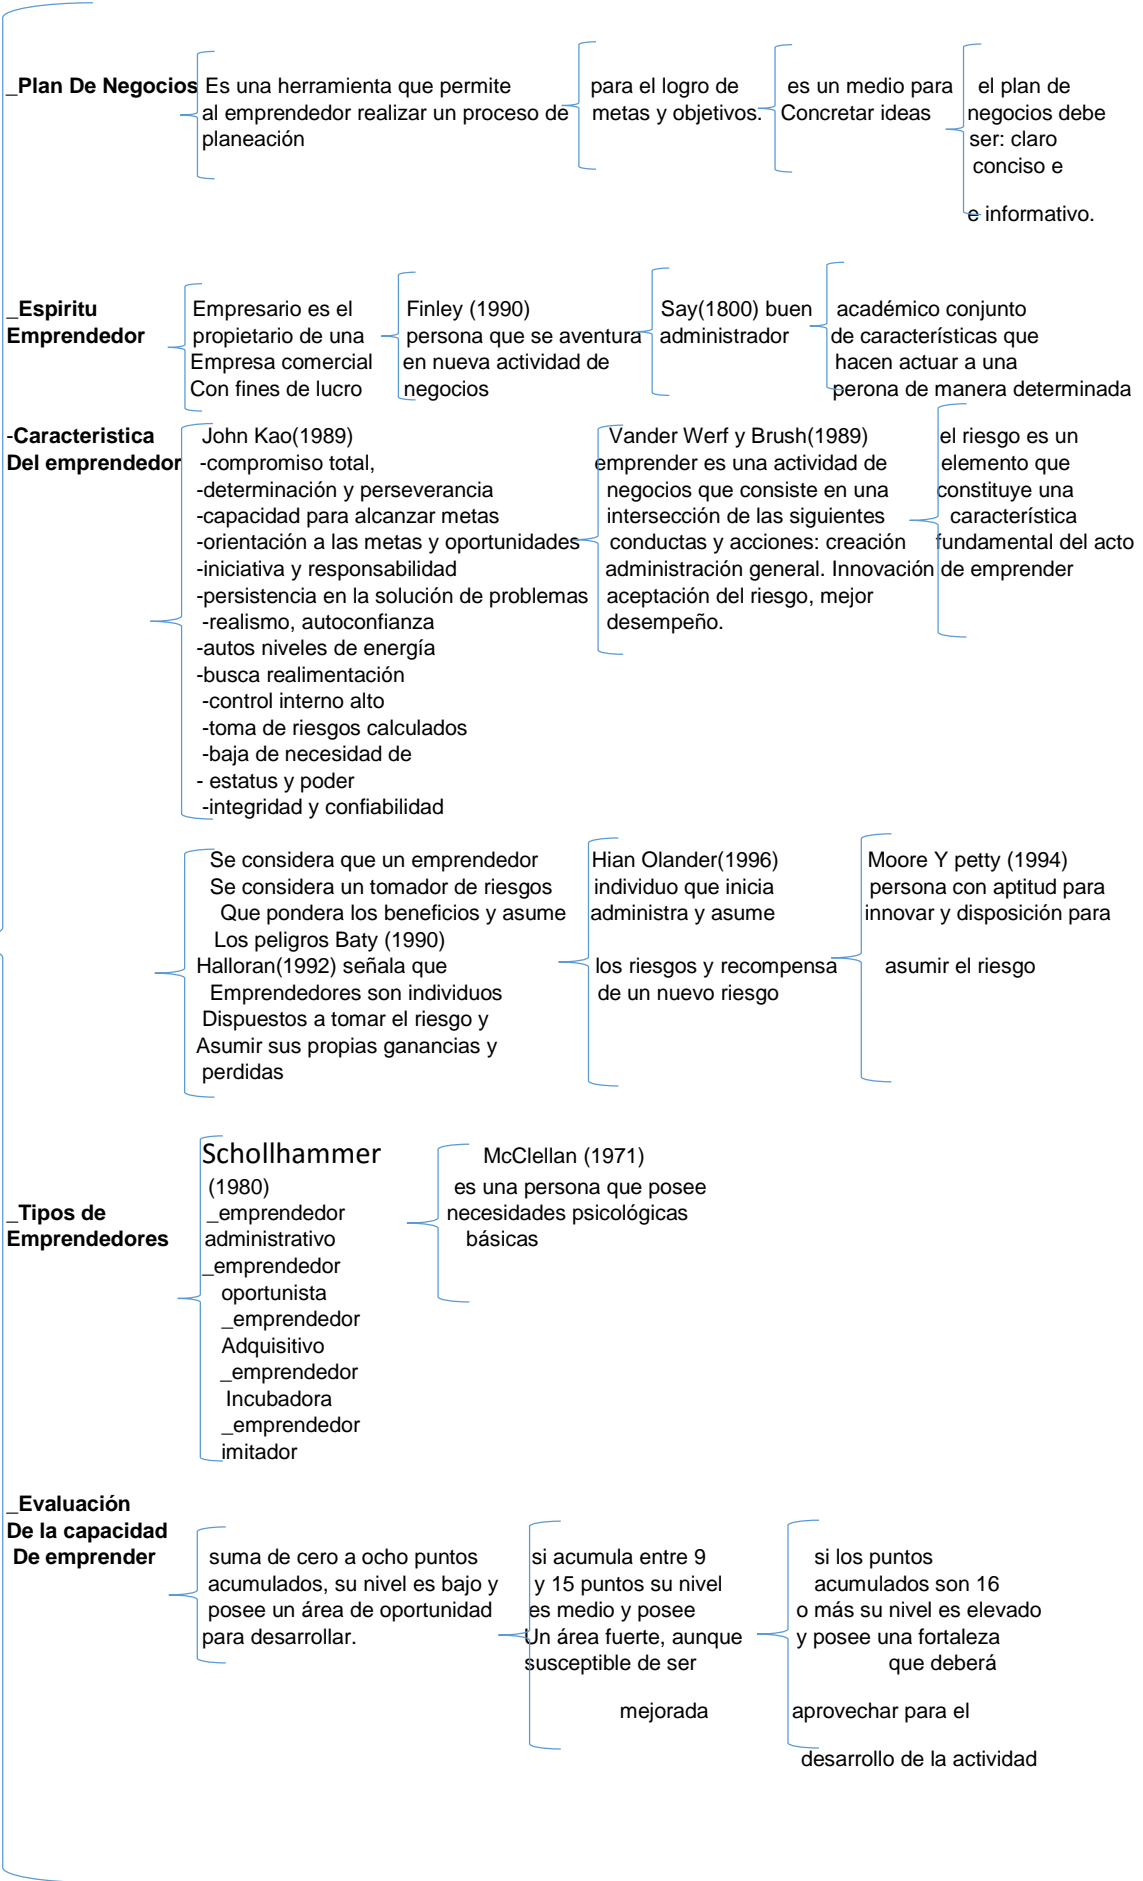 _Plan De Negocios
Es una herramienta que permite
al emprendedor realizar un proceso de
planeación
para el logro de
metas y objetivos.
es un medio para
Concretar ideas
el plan de
negocios debe
ser: claro
conciso e
e informativo.
_Espiritu
Emprendedor
Empresario es el
propietario de una
Empresa comercial
Con fines de lucro
Finley (1990)
persona que se aventura
en nueva actividad de
negocios
Say(1800) buen
administrador
académico conjunto
de características que
hacen actuar a una
perona de manera determinada
-Caracteristica
Del emprendedor
John Kao(1989)
-compromiso total,
-determinación y perseverancia
-capacidad para alcanzar metas
-orientación a las metas y oportunidades
-iniciativa y responsabilidad
-persistencia en la solución de problemas
-realismo, autoconfianza
-autos niveles de energía
-busca realimentación
-control interno alto
-toma de riesgos calculados
-baja de necesidad de
- estatus y poder
-integridad y confiabilidad
Vander Werf y Brush(1989)
emprender es una actividad de
negocios que consiste en una
intersección de las siguientes
conductas y acciones: creación
administración general. Innovación
aceptación del riesgo, mejor
desempeño.
el riesgo es un
elemento que
constituye una
característica
fundamental del acto
de emprender
Se considera que un emprendedor
Se considera un tomador de riesgos
Que pondera los beneficios y asume
Los peligros Baty (1990)
Halloran(1992) señala que
Emprendedores son individuos
Dispuestos a tomar el riesgo y
Asumir sus propias ganancias y
perdidas
Hian Olander(1996)
individuo que inicia
administra y asume
los riesgos y recompensa
de un nuevo riesgo
Moore Y petty (1994)
persona con aptitud para
innovar y disposición para
asumir el riesgo
_Tipos de
Emprendedores
Schollhammer
(1980)
_emprendedor
administrativo
_emprendedor
oportunista
_emprendedor
Adquisitivo
_emprendedor
Incubadora
_emprendedor
imitador
McClellan (1971)
es una persona que posee
necesidades psicológicas
básicas
_Evaluación
De la capacidad
De emprender
suma de cero a ocho puntos
acumulados, su nivel es bajo y
posee un área de oportunidad
para desarrollar.
si acumula entre 9
y 15 puntos su nivel
es medio y posee
Un área fuerte, aunque
susceptible de ser
mejorada
si los puntos
acumulados son 16
o más su nivel es elevado
y posee una fortaleza
que deberá
aprovechar para el
desarrollo de la actividad